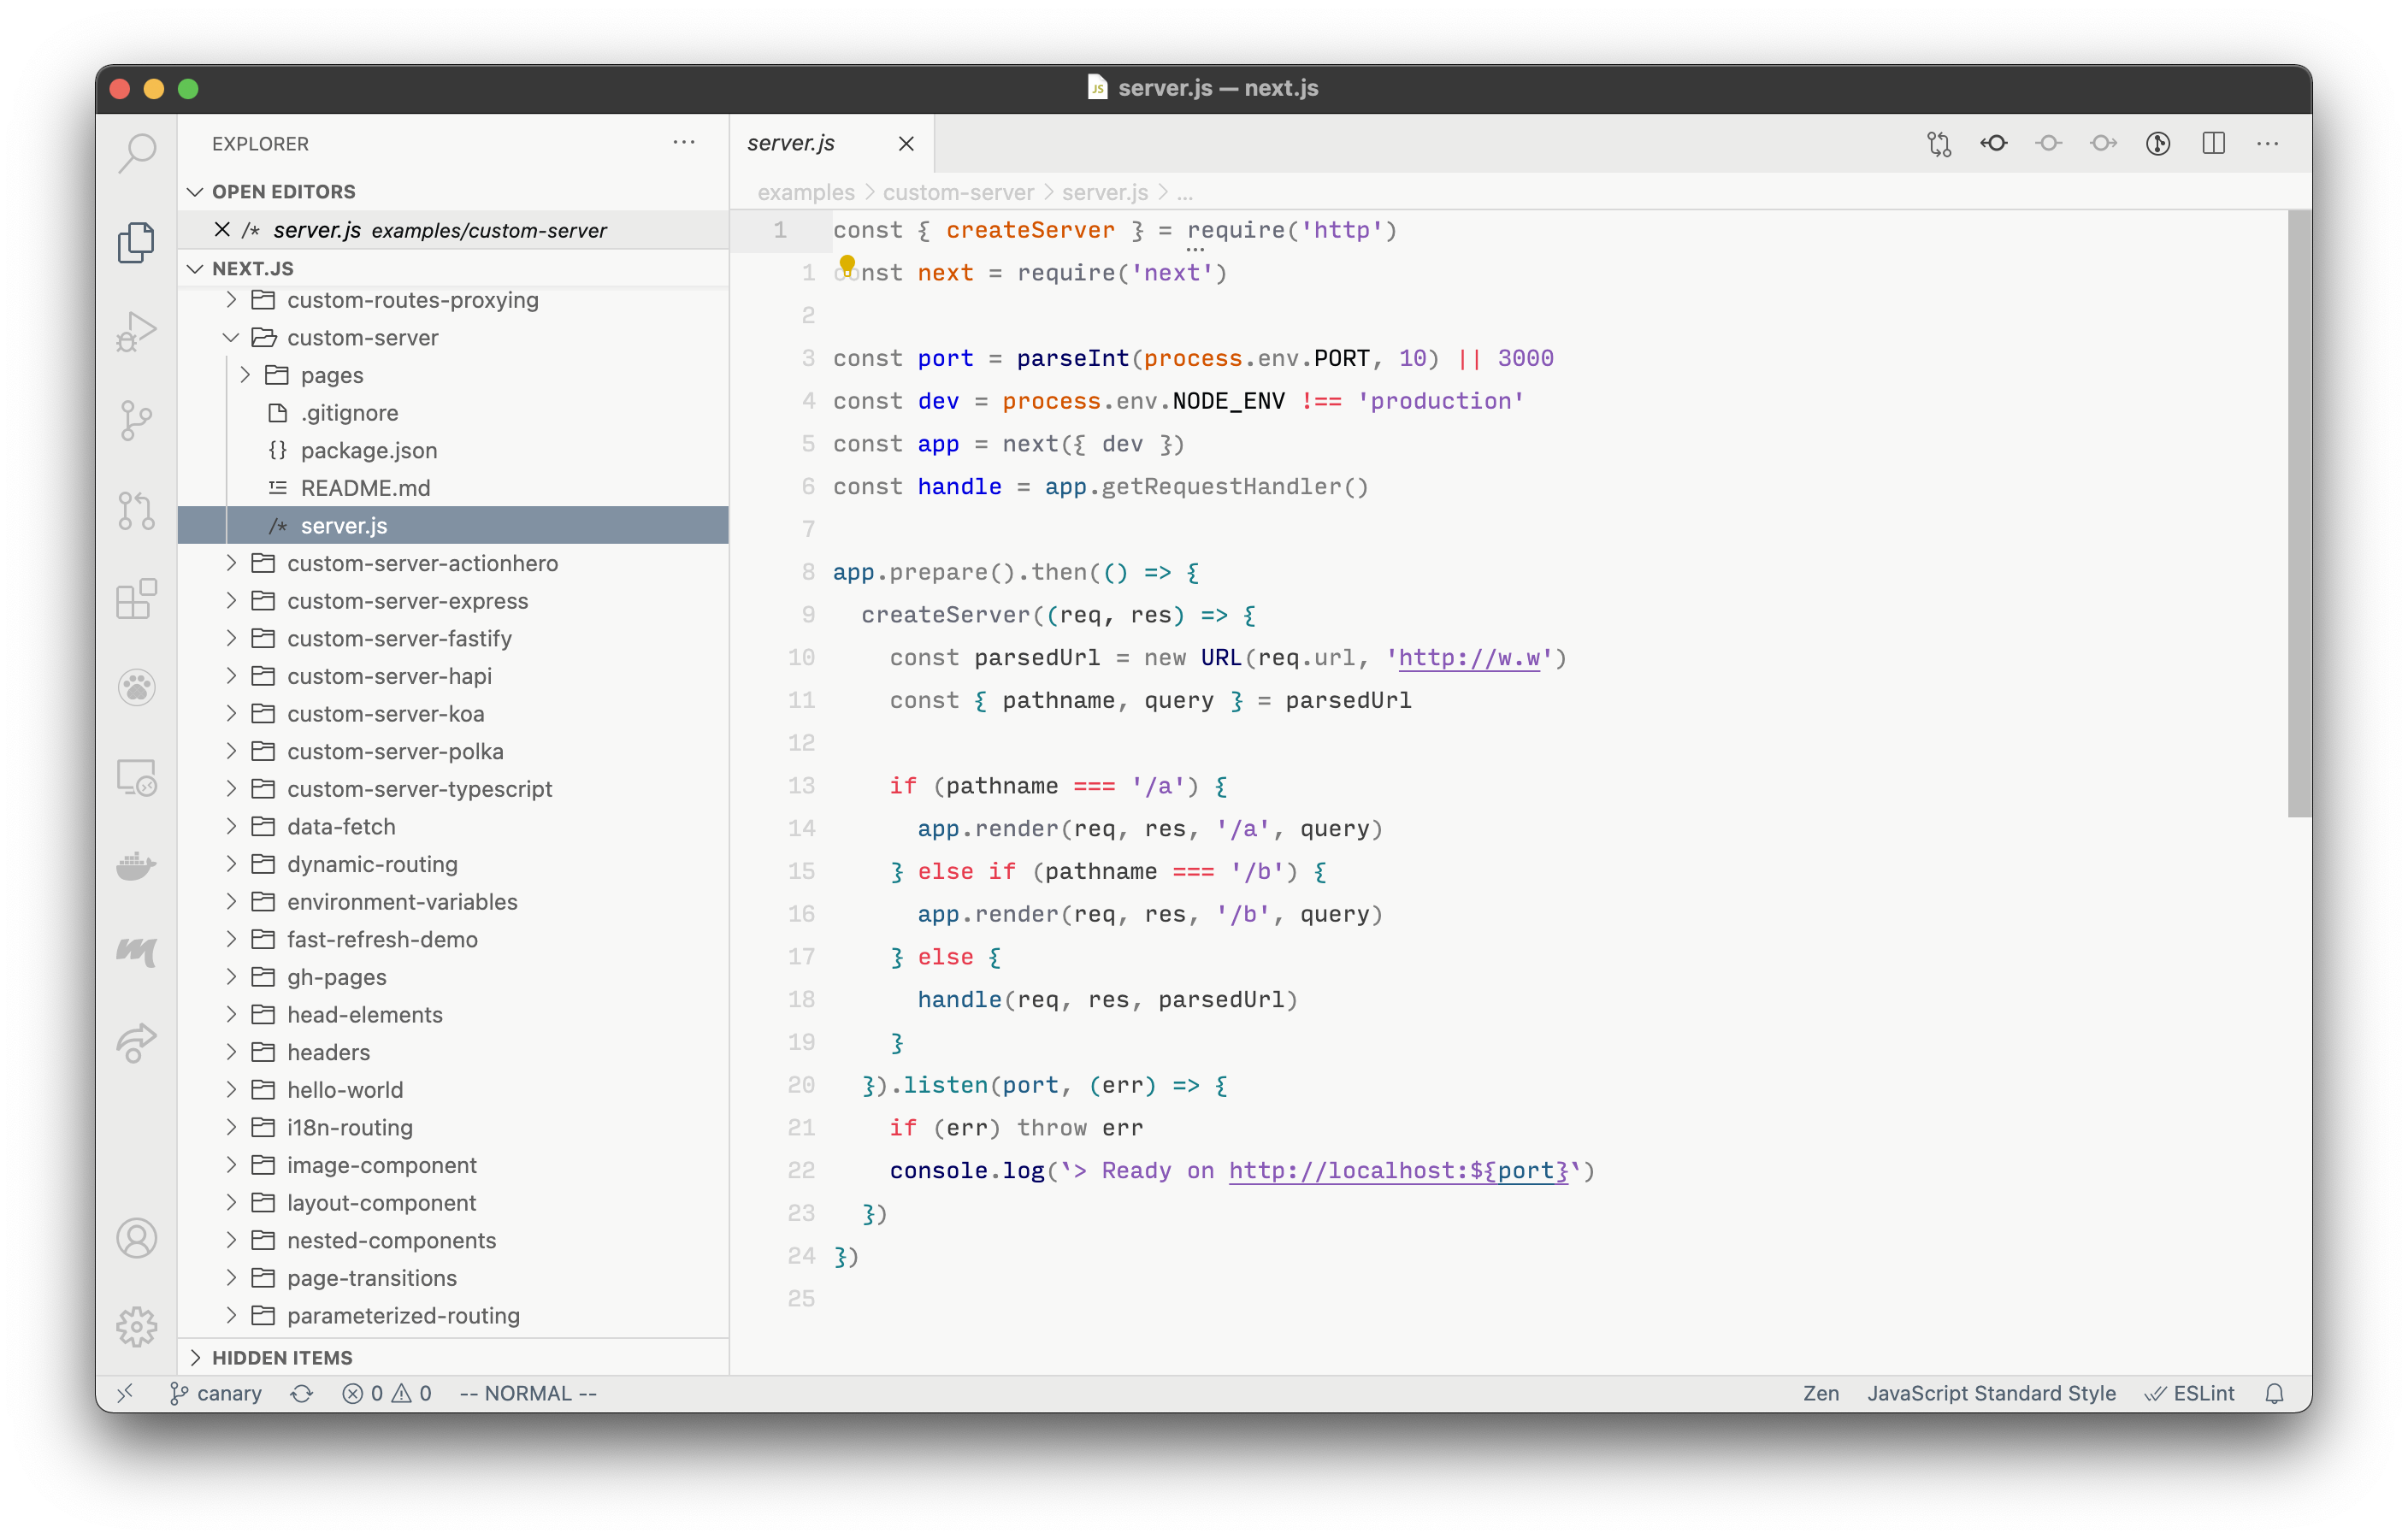 server.js — next.js
EXPLORER
OPEN EDITORS
/* server.js examples/custom-server
NEXT.JS
custom-routes-proxying
custom-server
pages
.gitignore
{} package.json
README.md
/* server.js
custom-server-actionhero
custom-server-express
custom-server-fastify
custom-server-hapi
custom-server-koa
custom-server-polka
custom-server-typescript
data-fetch
dynamic-routing
environment-variables
fast-refresh-demo
gh-pages
head-elements
headers
hello-world
i18n-routing
image-component
layout-component
nested-components
page-transitions
parameterized-routing
HIDDEN ITEMS
server.js
examples > custom-server > server.js > ...
1 const { createServer } = require('http')
1 const next = require('next')
2
3 const port = parseInt(process.env.PORT, 10) || 3000
4 const dev = process.env.NODE_ENV !== 'production'
5 const app = next({ dev })
6 const handle = app.getRequestHandler()
7
8 app.prepare().then(() => {
9   createServer((req, res) => {
10     const parsedUrl = new URL(req.url, 'http://w.w')
11     const { pathname, query } = parsedUrl
12
13     if (pathname === '/a') {
14       app.render(req, res, '/a', query)
15     } else if (pathname === '/b') {
16       app.render(req, res, '/b', query)
17     } else {
18       handle(req, res, parsedUrl)
19     }
20   }).listen(port, (err) => {
21     if (err) throw err
22     console.log(`> Ready on http://localhost:${port}`)
23   })
24 })
25
canary 0 0 -- NORMAL -- Zen JavaScript Standard Style ESLint